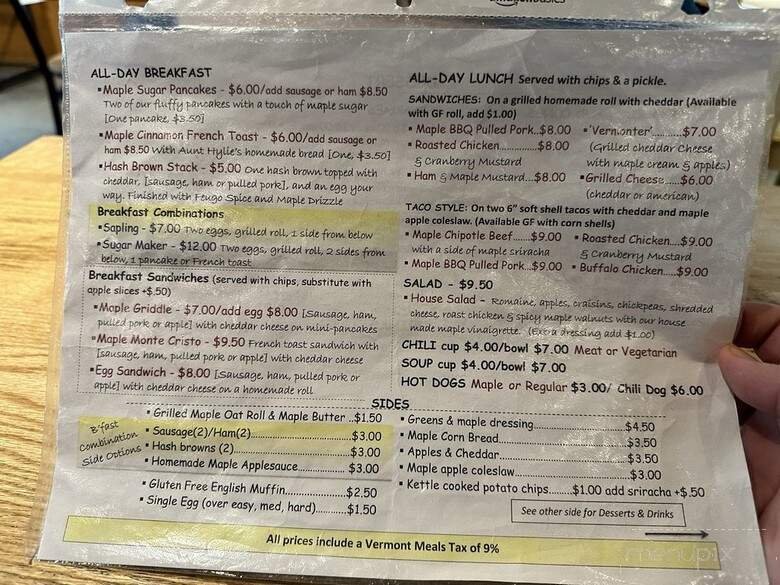 ALL-DAY BREAKFAST
▪Maple Sugar Pancakes - $6.00/add sausage or ham $8.50
Two of our fluffy pancakes with a touch of maple sugar
[One pancake, $3.50]
▪Maple Cinnamon French Toast - $6.00/add sausage or
ham $8.50 With Aunt Hylie's homemade bread [One, $3.50]
▪Hash Brown Stack - $5.00 One hash brown topped with
cheddar, [sausage, ham or pulled pork], and an egg your
way. Finished with Feugo Spice and Maple Drizzle
Breakfast Combinations
▪Sapling - $7.00 Two eggs, grilled roll, 1 side from below
▪Sugar Maker - $12.00 Two eggs, grilled roll, 2 sides from
below, 1 pancake or French toast
Breakfast Sandwiches (served with chips, substitute with
apple slices +$.50)
▪Maple Griddle - $7.00/add egg $8.00 [Sausage, ham,
pulled pork or apple] with cheddar cheese on mini-pancakes
▪Maple Monte Cristo - $9.50 French toast sandwich with
[sausage, ham, pulled pork or apple] with cheddar cheese
▪Egg Sandwich - $8.00 [Sausage, ham, pulled pork or
apple] with cheddar cheese on a homemade roll
ALL-DAY LUNCH Served with chips & a pickle.
SANDWICHES: On a grilled homemade roll with cheddar (Available
with GF roll, add $1.00)
▪ Maple BBQ Pulled Pork..$8.00 ▪'Vermonter'.........$7.00
▪ Roasted Chicken............$8.00 (Grilled cheddar Cheese
& Cranberry Mustard with maple cream & apples)
▪ Ham & Maple Mustard...$8.00 ▪Grilled Cheese.....$6.00
(cheddar or american)
TACO STYLE: On two 6" soft shell tacos with cheddar and maple
apple coleslaw. (Available GF with corn shells)
▪ Maple Chipotle Beef......$9.00 ▪ Roasted Chicken....$9.00
with a side of maple sriracha & Cranberry Mustard
▪ Maple BBQ Pulled Pork...$9.00 ▪ Buffalo Chicken.....$9.00
SALAD - $9.50
▪ House Salad - Romaine, apples, craisins, chickpeas, shredded
cheese, roast chicken & spicy maple walnuts with our house
made maple vinaigrette. (Extra dressing add $1.00)
CHILI cup $4.00/bowl $7.00 Meat or Vegetarian
SOUP cup $4.00/bowl $7.00
HOT DOGS Maple or Regular $3.00/ Chili Dog $6.00
SIDES
▪ Grilled Maple Oat Roll & Maple Butter ..$1.50
B'fast
Combination
Side Options
▪ Sausage(2)/Ham(2)..............................$3.00
▪ Hash browns (2)..................................$3.00
▪ Homemade Maple Applesauce............$3.00
▪ Gluten Free English Muffin.....................$2.50
▪ Single Egg (over easy, med, hard)...............$1.50
▪ Greens & maple dressing.......................$4.50
▪ Maple Corn Bread................................$3.50
▪ Apples & Cheddar................................$3.50
▪ Maple apple coleslaw............................$3.00
▪ Kettle cooked potato chips........$1.00 add sriracha +$.50
See other side for Desserts & Drinks
All prices include a Vermont Meals Tax of 9%
menupix